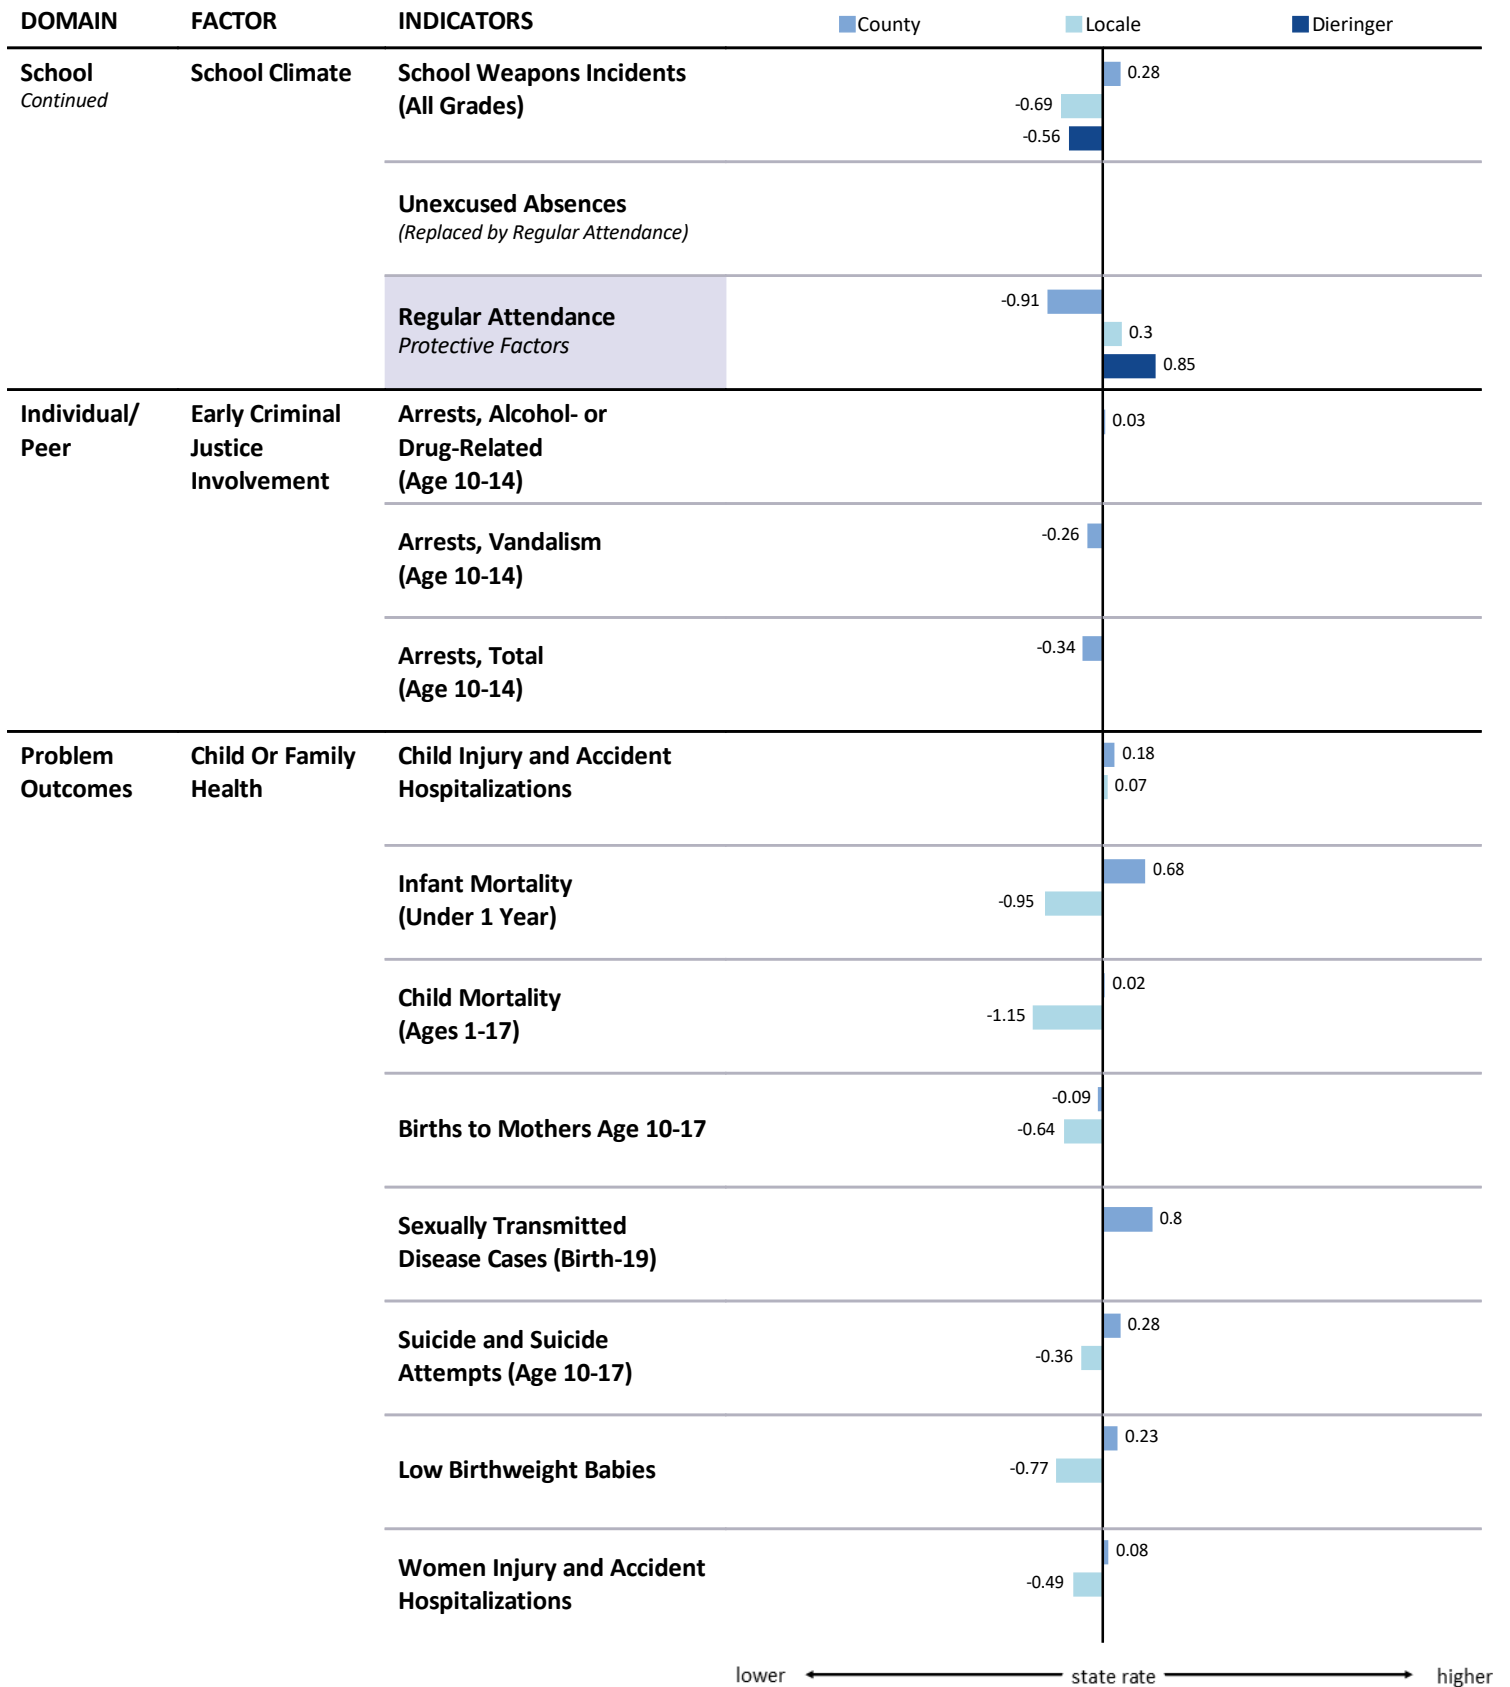 DOMAIN FACTOR INDICATORS County Locale Dieringer
School School Climate School Weapons Incidents 0.28
Continued (All Grades) -0.69
-0.56
Unexcused Absences
(Replaced by Regular Attendance)
-0.91
Regular Attendance 0.3
Protective Factors 0.85
Individual/ Early Criminal Arrests, Alcohol- or 0.03
Peer Justice Drug-Related
Involvement (Age 10-14)
Arrests, Vandalism -0.26
(Age 10-14)
Arrests, Total -0.34
(Age 10-14)
Problem Child Or Family Child Injury and Accident 0.18
Outcomes Health Hospitalizations 0.07
0.68
Infant Mortality -0.95
(Under 1 Year)
0.02
Child Mortality -1.15
(Ages 1-17)
-0.09
Births to Mothers Age 10-17 -0.64
Sexually Transmitted 0.8
Disease Cases (Birth-19)
0.28
Suicide and Suicide -0.36
Attempts (Age 10-17)
0.23
Low Birthweight Babies -0.77
0.08
Women Injury and Accident -0.49
Hospitalizations
lower state rate higher